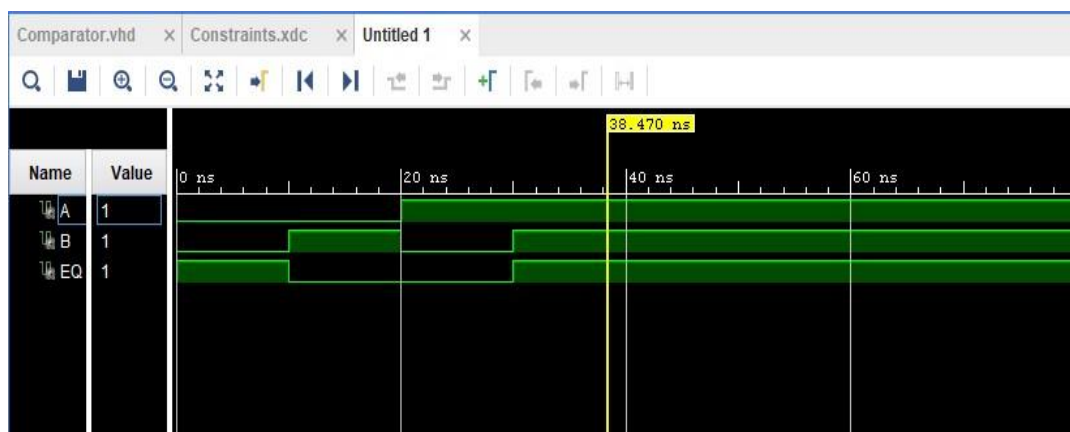 Comparator.vhd × Constraints.xdc × Untitled 1 ×
38.470 ns
Name Value 0 ns 20 ns 40 ns 60 ns
A 1
B 1
EQ 1